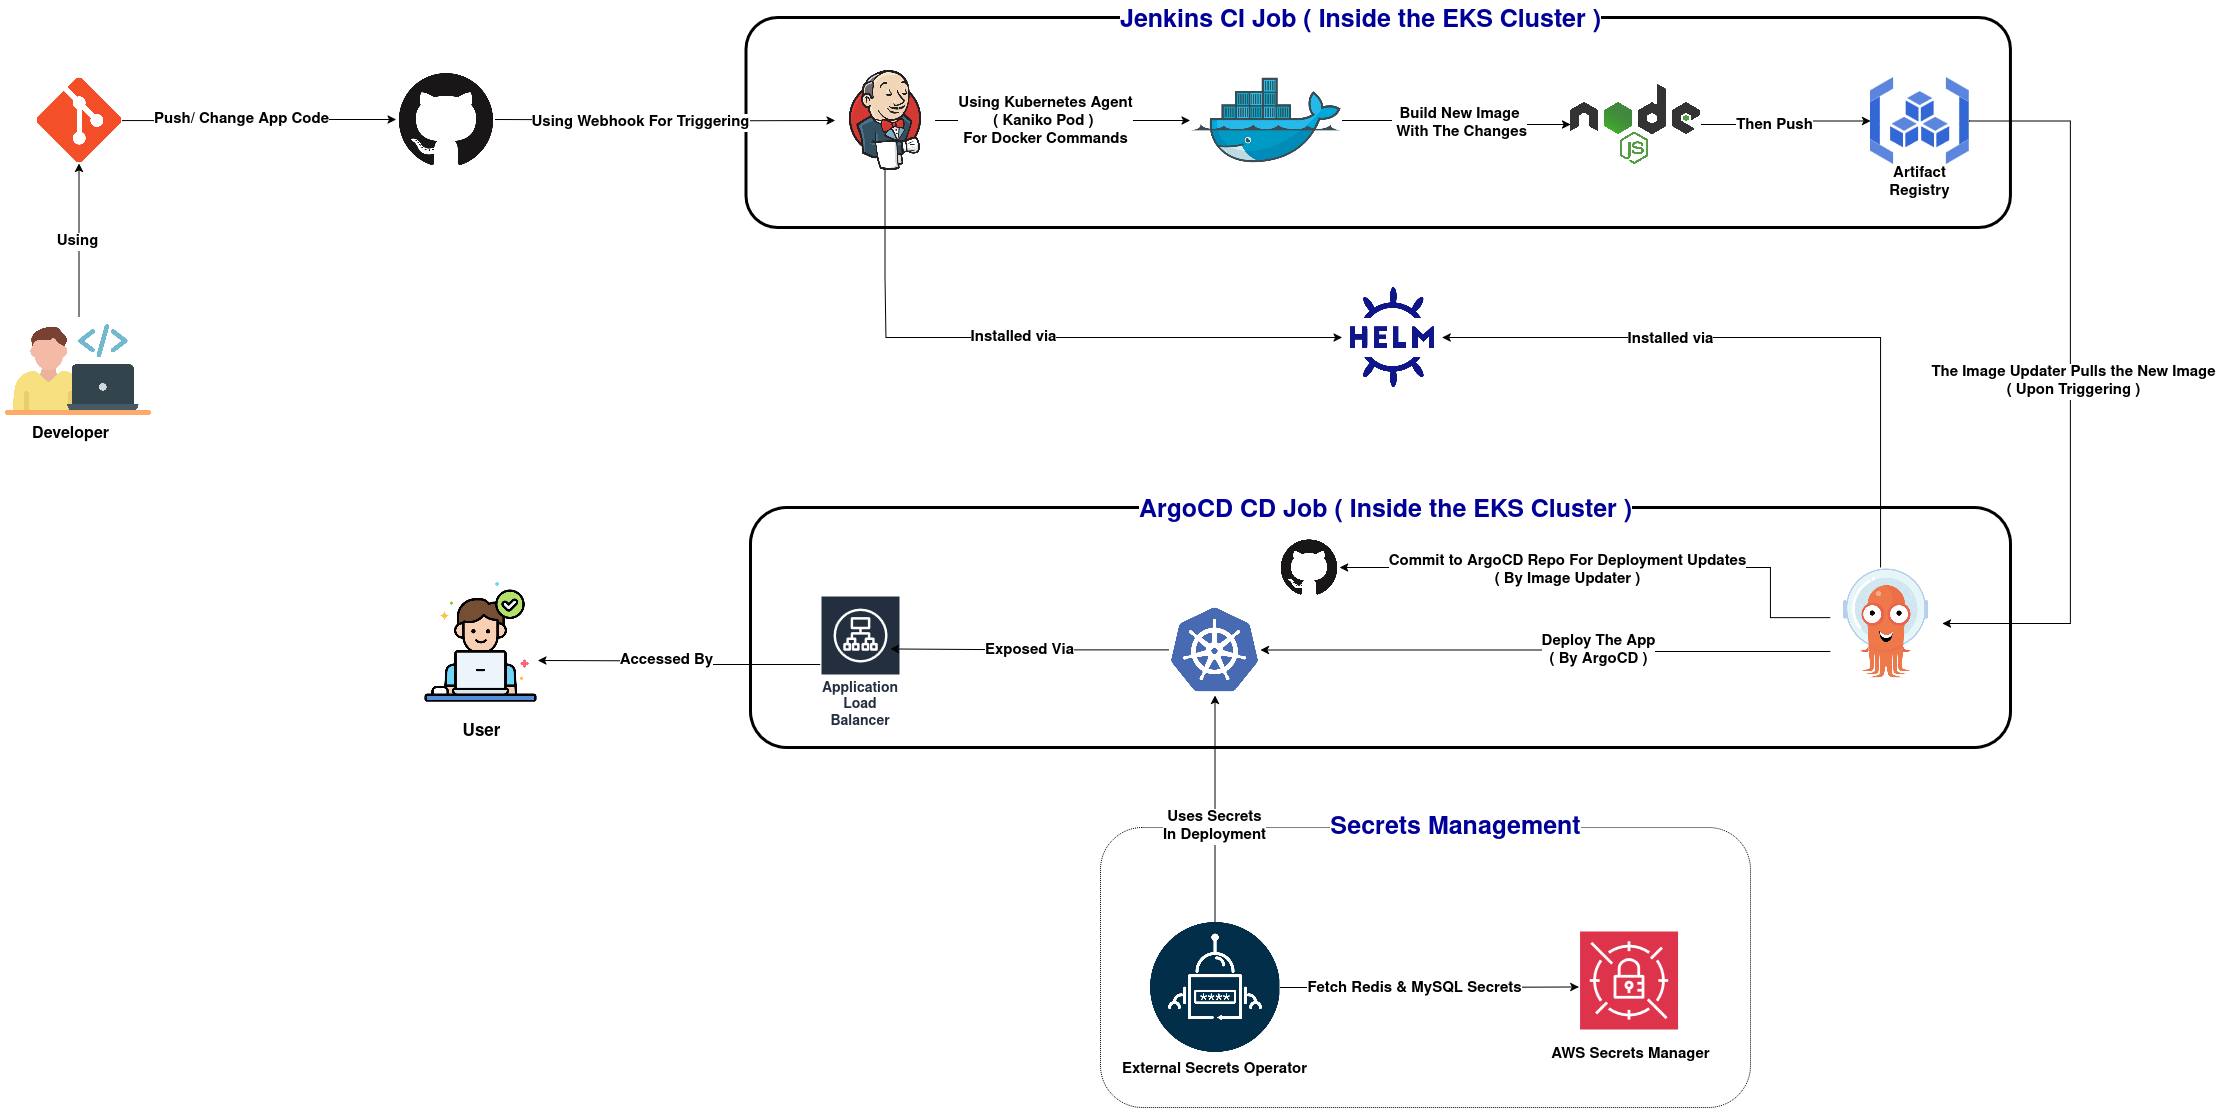 Jenkins CI Job ( Inside the EKS Cluster )
Push/ Change App Code
Using Webhook For Triggering
Using Kubernetes Agent
( Kaniko Pod )
For Docker Commands
Build New Image
With The Changes
node
JS
Then Push
Artifact
Registry
Using
</>
Developer
Installed via
HELM
Installed via
The Image Updater Pulls the New Image
( Upon Triggering )
ArgoCD CD Job ( Inside the EKS Cluster )
Commit to ArgoCD Repo For Deployment Updates
( By Image Updater )
Deploy The App
( By ArgoCD )
Exposed Via
Application
Load
Balancer
Accessed By
User
Uses Secrets
In Deployment
Secrets Management
****
Fetch Redis & MySQL Secrets
External Secrets Operator
AWS Secrets Manager